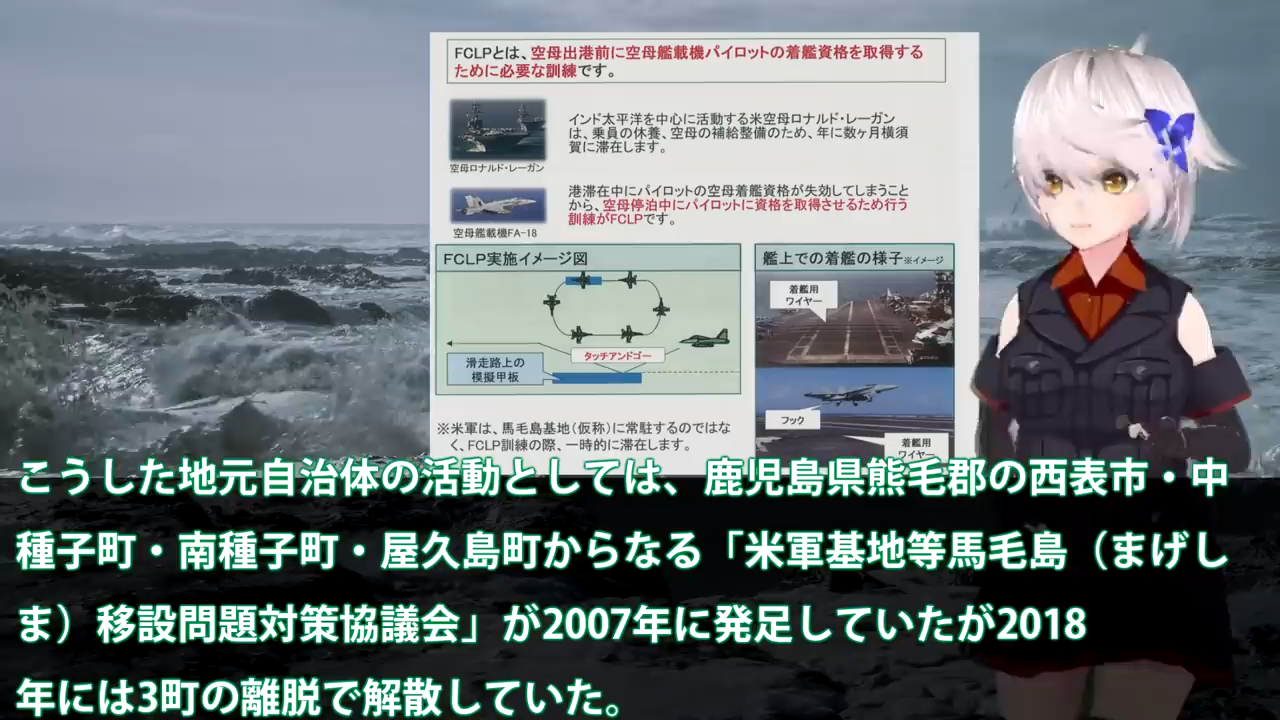 FCLPとは、空母出港前に空母艦載機パイロットの着艦資格を取得する
ために必要な訓練です。
空母ロナルド・レーガン
インド太平洋を中心に活動する米空母ロナルド・レーガン
は、乗員の休養、空母の補給整備のため、年に数ヶ月横須
賀に滞在します。
空母艦載機FA-18
港滞在中にパイロットの空母着艦資格が失効してしまうこと
から、空母停泊中にパイロットに資格を取得させるため行う
訓練がFCLPです。
FCLP実施イメージ図
タッチアンドゴー
滑走路上の
模擬甲板
艦上での着艦の様子※イメージ
着艦用
ワイヤー
フック
着艦用
ワイヤー
※米軍は、馬毛島基地（仮称）に常駐するのではな
く、FCLP訓練の際、一時的に滞在します。
こうした地元自治体の活動としては、鹿児島県熊毛郡の西表市・中
種子町・南種子町・屋久島町からなる「米軍基地等馬毛島（まげし
ま）移設問題対策協議会」が2007年に発足していたが2018
年には3町の離脱で解散していた。